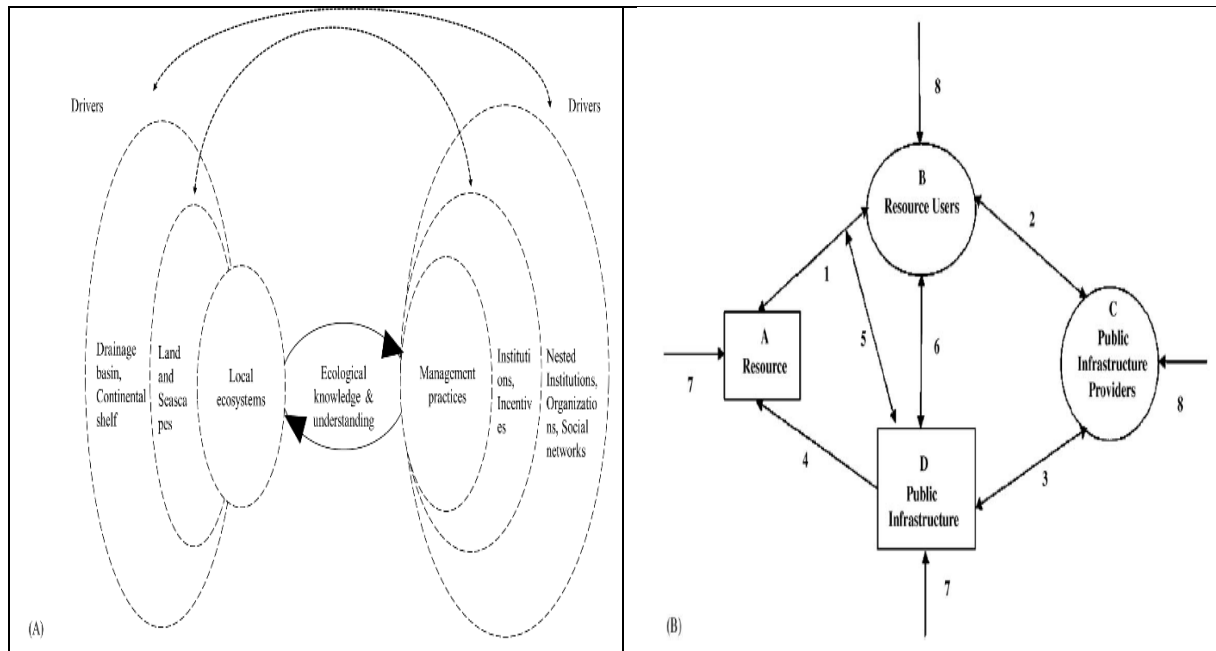 Drivers
Drivers
Drainage
basin,
Continental
shelf
Land
and
Seasca
pes
Local
ecosystems
Ecological
knowledge &
understanding
Management
practices
Instituti
ons,
Incentiv
es
Nested
Institutions,
Organizatio
ns, Social
networks
(A)
8
B
Resource Users
2
1
A
Resource
5
6
C
Public
Infrastructure
Providers
7
8
4
D
Public
Infrastructure
3
7
(B)